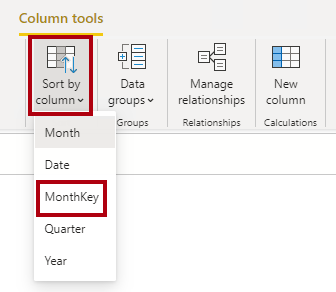 Column tools
Sort by
column
Data
groups
Manage
relationships
New
column
Groups
Relationships
Calculations
Month
Date
MonthKey
Quarter
Year